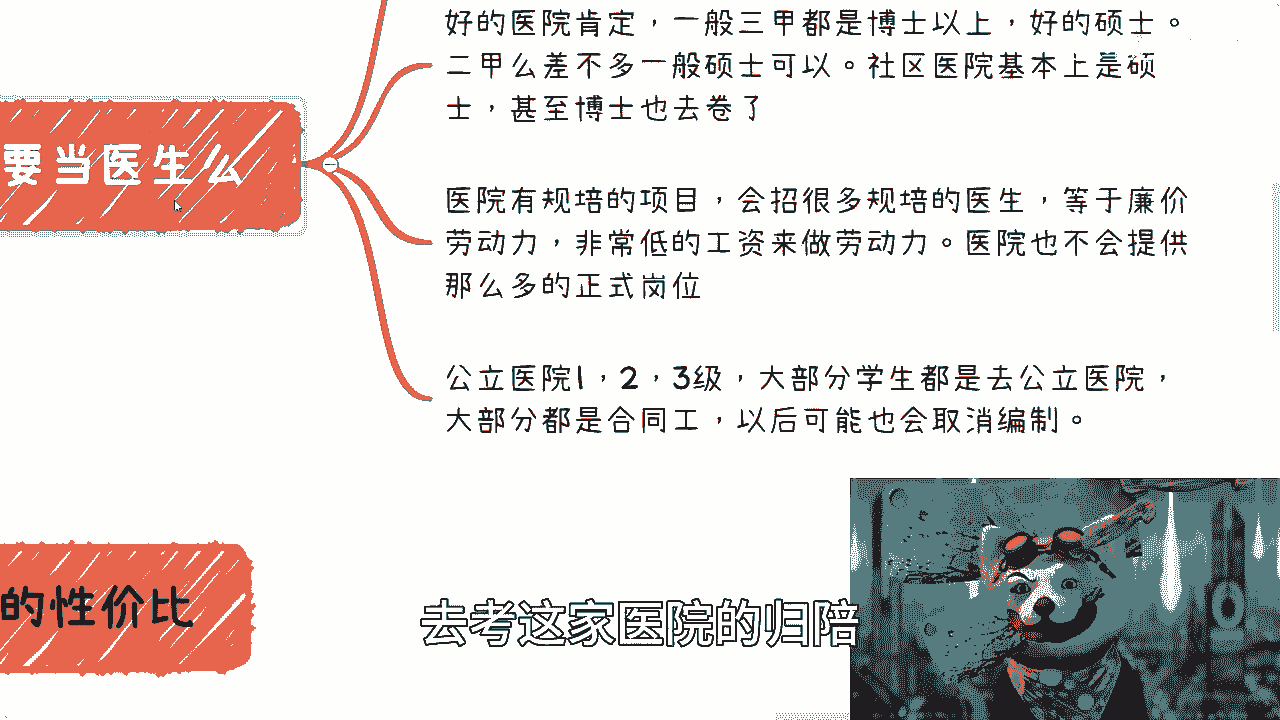 好的医院肯定，一般三甲都是博士以上，好的硕士。
二甲么差不多一般硕士可以。社区医院基本上是硕
士，甚至博士也去卷了
要当医生么
医院有规培的项目，会招很多规培的医生，等于廉价
劳动力，非常低的工资来做劳动力。医院也不会提供
那么多的正式岗位
公立医院1，2，3级，大部分学生都是去公立医院，
大部分都是合同工，以后可能也会取消编制。
的性价比
去考这家医院的归陪